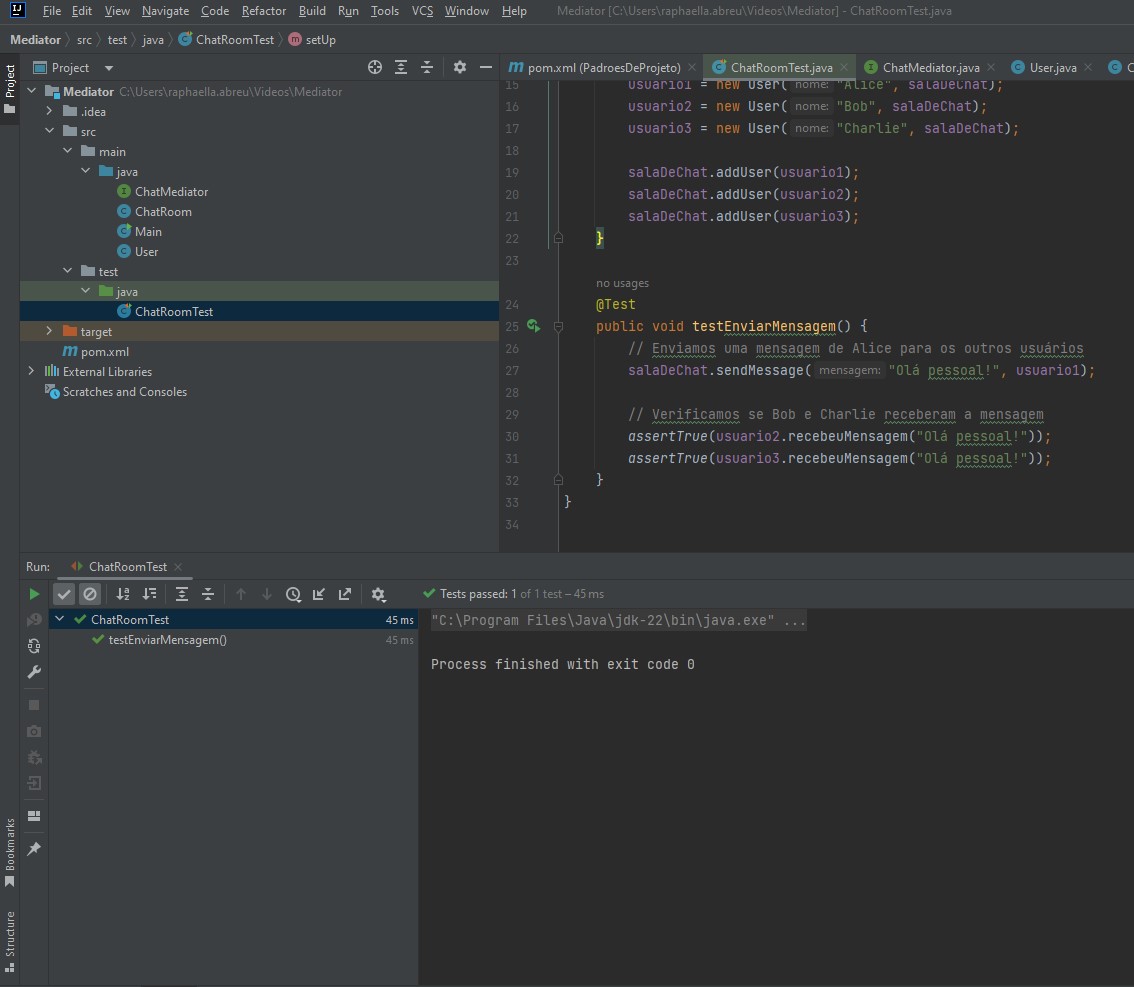 File Edit View Navigate Code Refactor Build Run Tools VCS Window Help Mediator [C:\Users\raphaella.abreu\Videos\Mediator] - ChatRoomTest.java
Mediator src test java ChatRoomTest setUp
Project
Project
Mediator C:\Users\raphaella.abreu\Videos\Mediator
.idea
src
main
java
ChatMediator
ChatRoom
Main
User
test
java
ChatRoomTest
target
pom.xml
External Libraries
Scratches and Consoles
pom.xml (PadroesDeProjeto) ChatRoomTest.java ChatMediator.java User.java C
15 usuario1 = new User( nome: "Alice", salaDeChat);
16 usuario2 = new User( nome: "Bob", salaDeChat);
17 usuario3 = new User( nome: "Charlie", salaDeChat);
18
19 salaDeChat.addUser(usuario1);
20 salaDeChat.addUser(usuario2);
21 salaDeChat.addUser(usuario3);
22 }
23
no usages
24 @Test
25 public void testEnviarMensagem() {
26 // Enviamos uma mensagem de Alice para os outros usuários
27 salaDeChat.sendMessage( mensagem: "Olá pessoal!", usuario1);
28
29 // Verificamos se Bob e Charlie receberam a mensagem
30 assertTrue(usuario2.recebeuMensagem("Olá pessoal!"));
31 assertTrue(usuario3.recebeuMensagem("Olá pessoal!"));
32 }
33 }
34
Run: ChatRoomTest
Tests passed: 1 of 1 test – 45 ms
ChatRoomTest 45 ms
testEnviarMensagem() 45 ms
"C:\Program Files\Java\jdk-22\bin\java.exe" ...
Process finished with exit code 0
Bookmarks
Structure